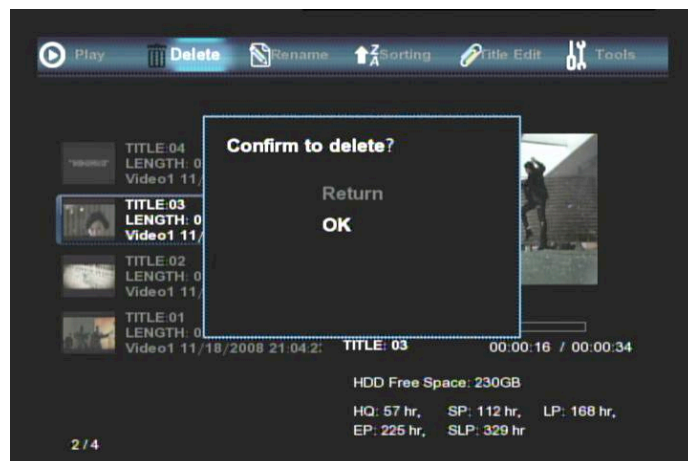 Play Delete Rename Sorting Title Edit Tools
Z
A
Confirm to delete?
Return
OK
TITLE:04
LENGTH: 0
Video1 11/
TITLE:03
LENGTH: 0
Video1 11/
TITLE:02
LENGTH: 0
Video1 11/
TITLE:01
LENGTH: 0
Video1 11/18/2008 21:04:2
TITLE: 03
00:00:16 / 00:00:34
HDD Free Space: 230GB
HQ: 57 hr, SP: 112 hr, LP: 168 hr,
EP: 225 hr, SLP: 329 hr
2 / 4